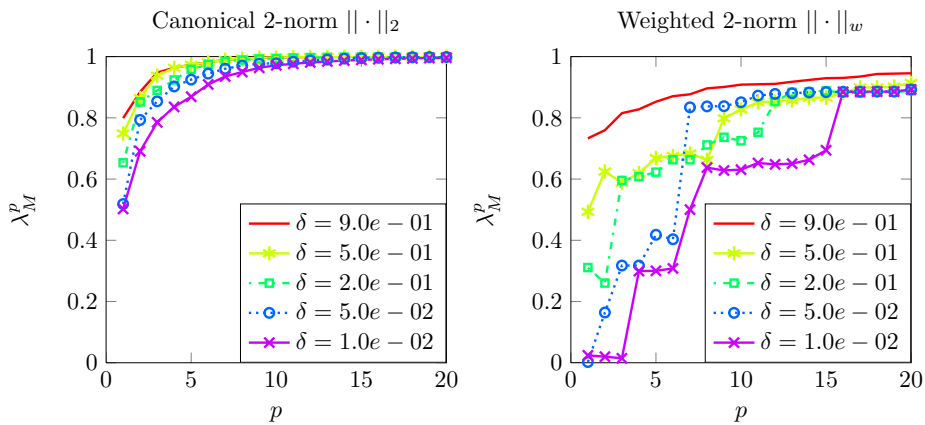 Canonical 2-norm || · ||₂
λ_M^p
1
0.8
0.6
0.4
0.2
0
0 5 10 15 20
p
δ = 9.0e − 01
δ = 5.0e − 01
δ = 2.0e − 01
δ = 5.0e − 02
δ = 1.0e − 02
Weighted 2-norm || · ||_w
λ_M^p
1
0.8
0.6
0.4
0.2
0
0 5 10 15 20
p
δ = 9.0e − 01
δ = 5.0e − 01
δ = 2.0e − 01
δ = 5.0e − 02
δ = 1.0e − 02